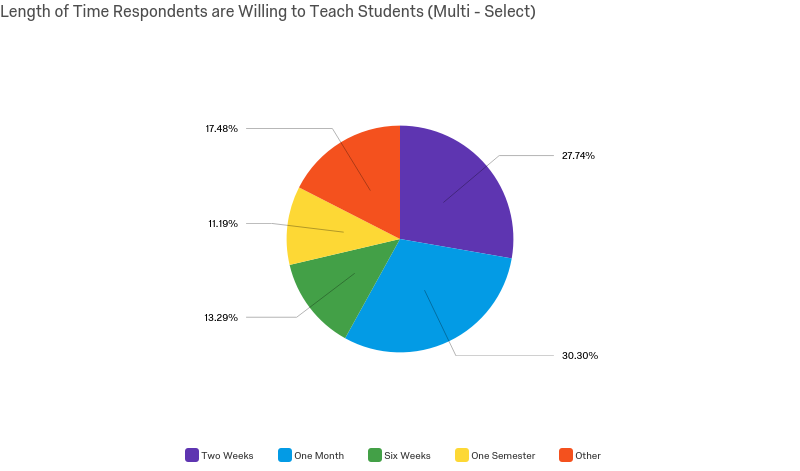 Length of Time Respondents are Willing to Teach Students (Multi - Select)
17.48%
27.74%
11.19%
13.29%
30.30%
Two Weeks One Month Six Weeks One Semester Other